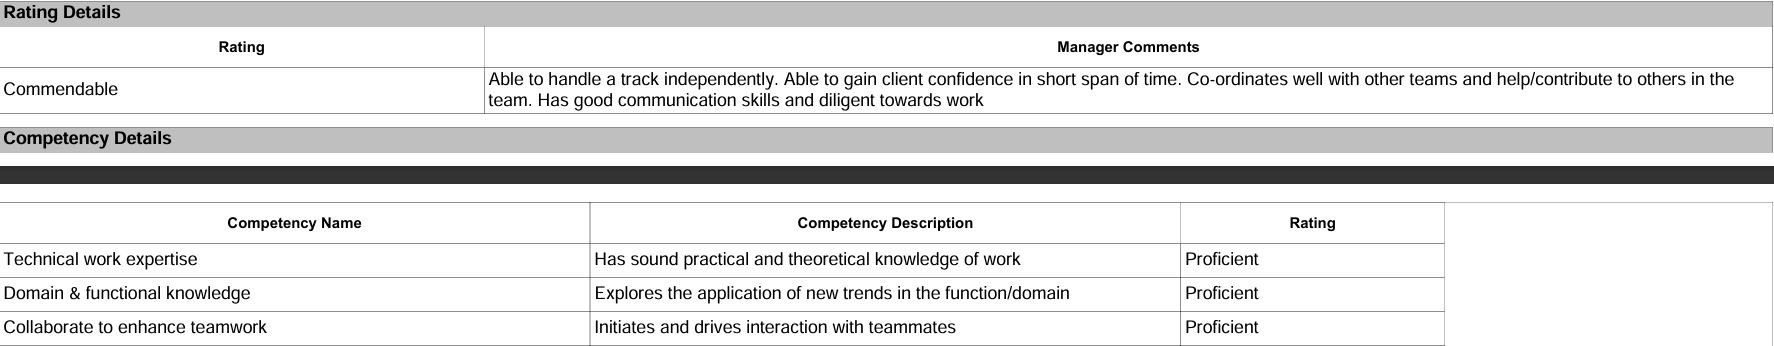 Rating Details
Rating Manager Comments
Commendable Able to handle a track independently. Able to gain client confidence in short span of time. Co-ordinates well with other teams and help/contribute to others in the
team. Has good communication skills and diligent towards work
Competency Details
Competency Name Competency Description Rating
Technical work expertise Has sound practical and theoretical knowledge of work Proficient
Domain & functional knowledge Explores the application of new trends in the function/domain Proficient
Collaborate to enhance teamwork Initiates and drives interaction with teammates Proficient